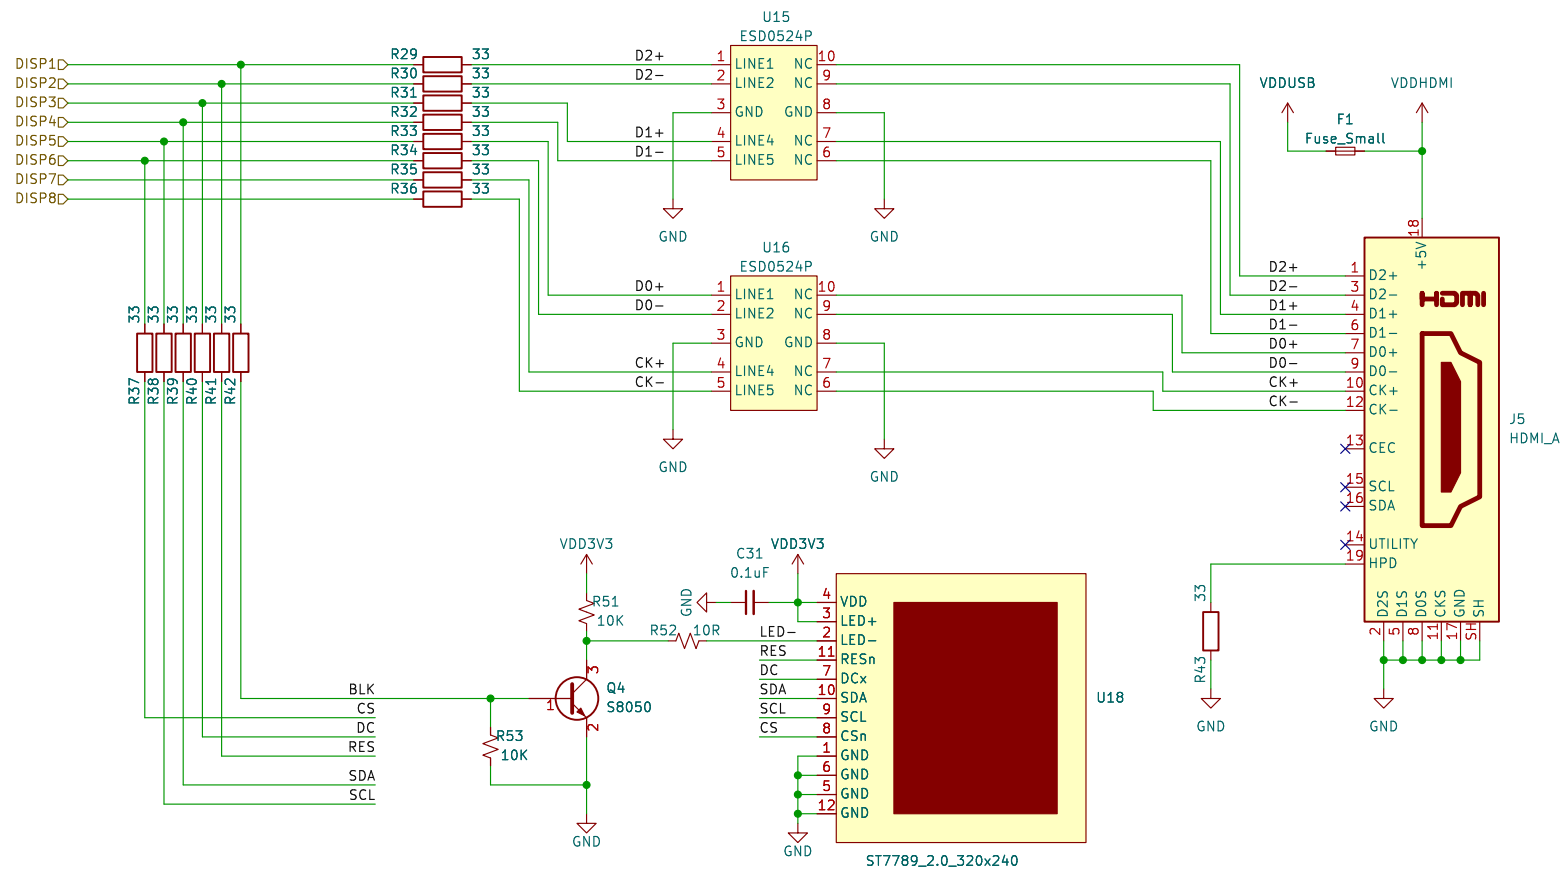 U15
ESD0524P
DISP1
DISP2
DISP3
DISP4
DISP5
DISP6
DISP7
DISP8
R29 33
R30 33
R31 33
R32 33
R33 33
R34 33
R35 33
R36 33
D2+
D2-
D1+
D1-
1 LINE1 NC 10
2 LINE2 NC 9
3 GND GND 8
4 LINE4 NC 7
5 LINE5 NC 6
GND
GND
VDDUSB
VDDHDMI
F1
Fuse_Small
U16
ESD0524P
D0+
D0-
CK+
CK-
1 LINE1 NC 10
2 LINE2 NC 9
3 GND GND 8
4 LINE4 NC 7
5 LINE5 NC 6
GND
GND
33 33 33 33 33 33
R37 R38 R39 R40 R41 R42
18
+5V
HDMI
D2+ 1 D2+
D2- 3 D2-
D1+ 4 D1+
D1- 6 D1-
D0+ 7 D0+
D0- 9 D0-
CK+ 10 CK+
CK- 12 CK-
13 CEC
15 SCL
16 SDA
14 UTILITY
19 HPD
J5
HDMI_A
D2S D1S D0S CKS GND SH
2 5 8 11 17 SH
GND
33
R43
GND
VDD3V3
R51
10K
R52 10R
BLK
CS
DC
RES
SDA
SCL
R53
10K
3
1
2
Q4
S8050
GND
VDD3V3
C31
0.1uF
GND
4 VDD
3 LED+
LED- 2 LED-
RES 11 RESn
DC 7 DCx
SDA 10 SDA
SCL 9 SCL
CS 8 CSn
1 GND
6 GND
5 GND
12 GND
GND
U18
ST7789_2.0_320x240